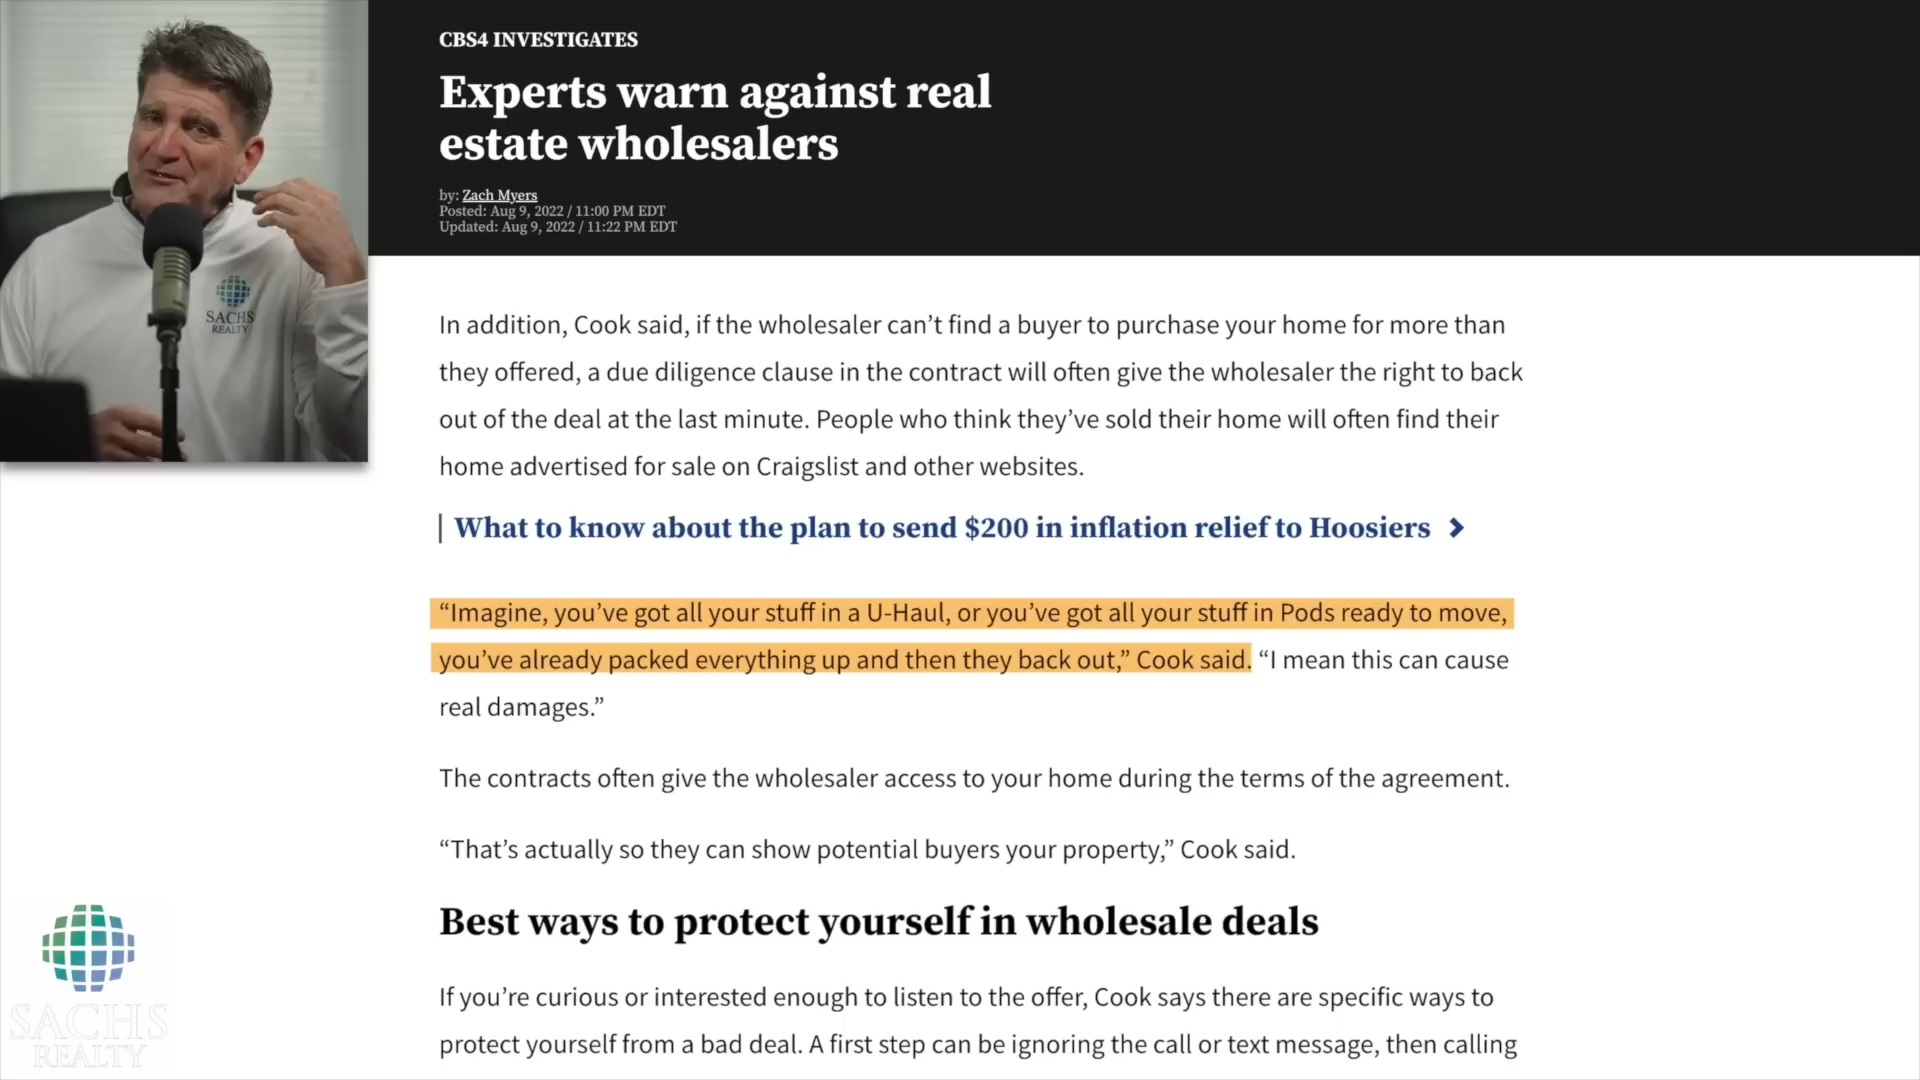 CBS4 INVESTIGATES
Experts warn against real
estate wholesalers
by: Zach Myers
Posted: Aug 9, 2022 / 11:00 PM EDT
Updated: Aug 9, 2022 / 11:22 PM EDT
SACHS
REALTY
In addition, Cook said, if the wholesaler can’t find a buyer to purchase your home for more than
they offered, a due diligence clause in the contract will often give the wholesaler the right to back
out of the deal at the last minute. People who think they’ve sold their home will often find their
home advertised for sale on Craigslist and other websites.
What to know about the plan to send $200 in inflation relief to Hoosiers
“Imagine, you’ve got all your stuff in a U-Haul, or you’ve got all your stuff in Pods ready to move,
you’ve already packed everything up and then they back out,” Cook said. “I mean this can cause
real damages.”
The contracts often give the wholesaler access to your home during the terms of the agreement.
“That’s actually so they can show potential buyers your property,” Cook said.
Best ways to protect yourself in wholesale deals
If you’re curious or interested enough to listen to the offer, Cook says there are specific ways to
protect yourself from a bad deal. A first step can be ignoring the call or text message, then calling
SACHS
REALTY